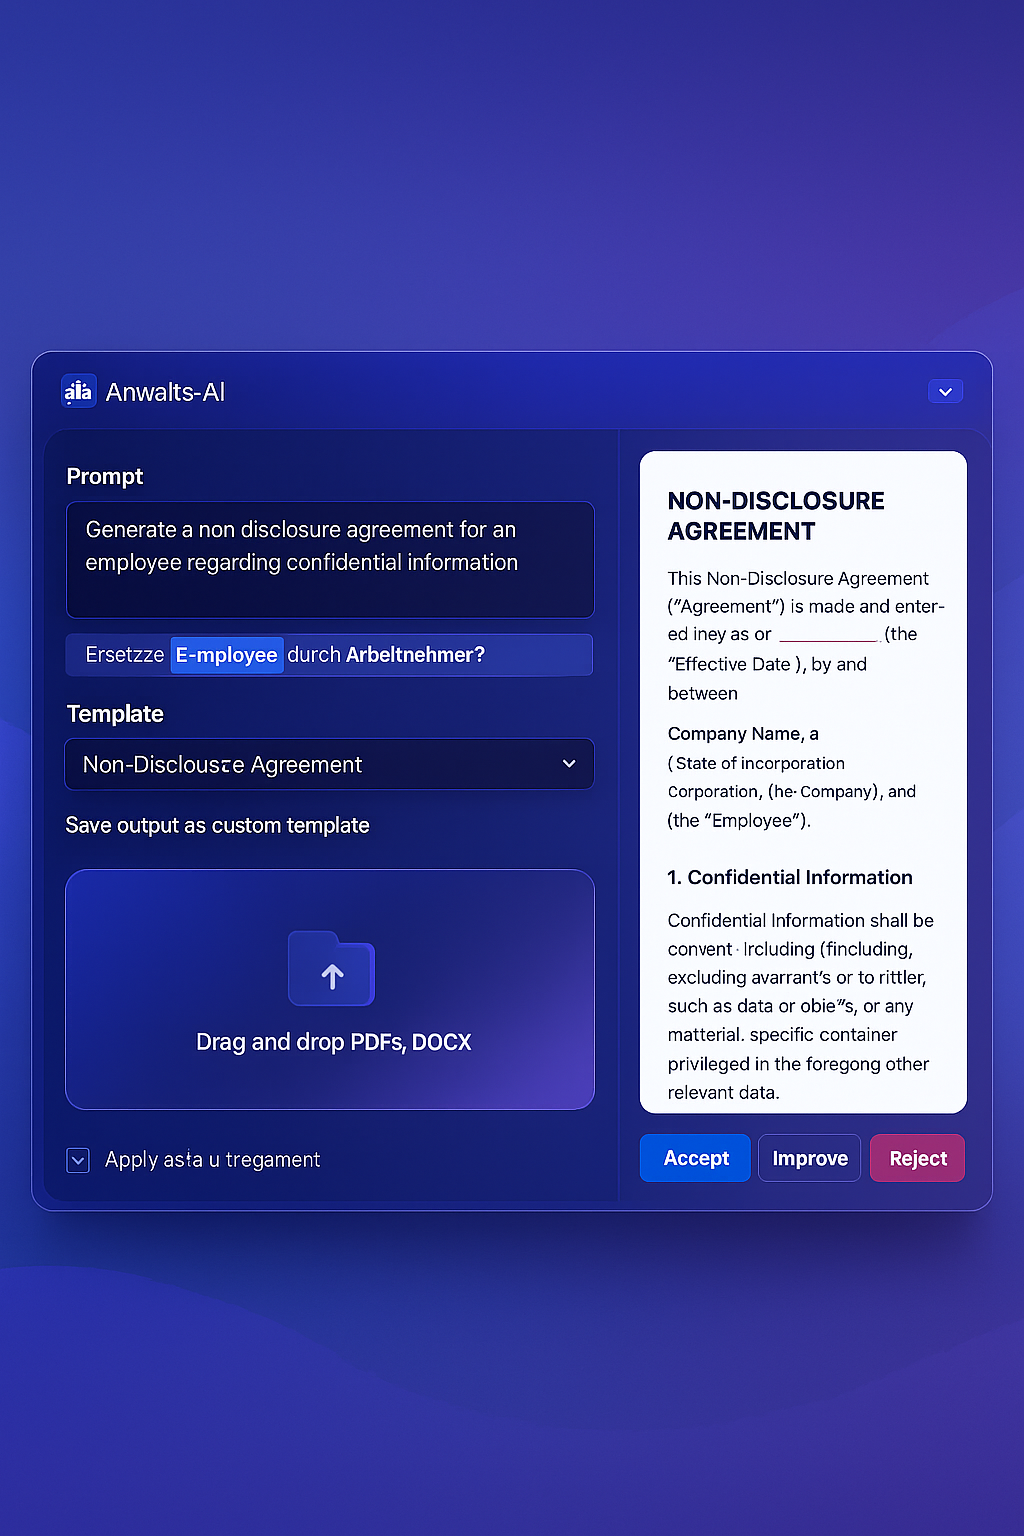 aia Anwalts-AI
Prompt
Generate a non disclosure agreement for an
employee regarding confidential information
Ersetzze E-mployee durch Arbeltnehmer?
Template
Non-Disclousre Agreement
Save output as custom template
Drag and drop PDFs, DOCX
Apply asta u tregament
NON-DISCLOSURE
AGREEMENT
This Non-Disclosure Agreement
(″Agreement″) is made and enter-
ed iney as or __________. (the
“Effective Date ), by and
between
Company Name, a
(State of incorporation
Corporation, (he· Company), and
(the “Employee”).
1. Confidential Information
Confidential Information shall be
convent · Ircluding (fincluding,
excluding avarrant’s or to rittler,
such as data or obie″s, or any
matterial. specific container
privileged in the foregong other
relevant data.
Accept Improve Reject